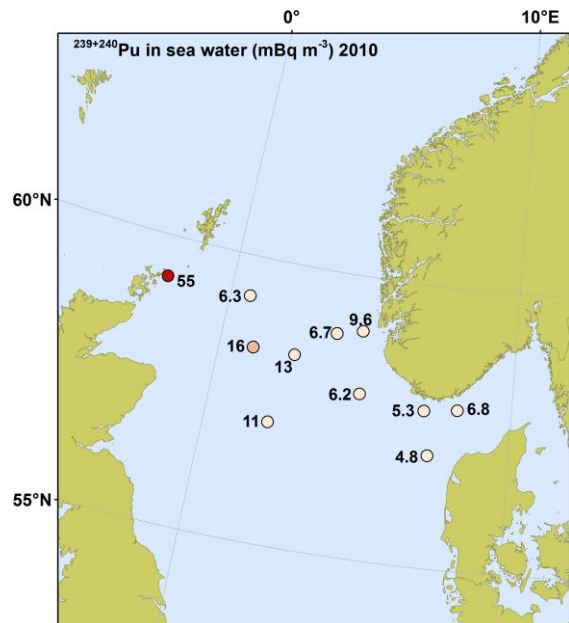 0° 10°E
²³⁹⁺²⁴⁰Pu in sea water (mBq m⁻³) 2010
60°N
55
6.3
9.6
6.7
16
13
6.2
5.3 6.8
11
4.8
55°N